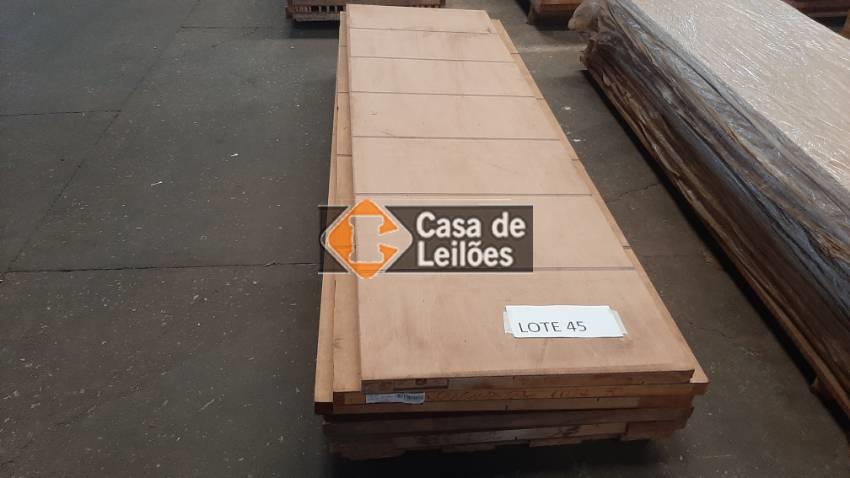 Casa de
Leilões
LOTE 45